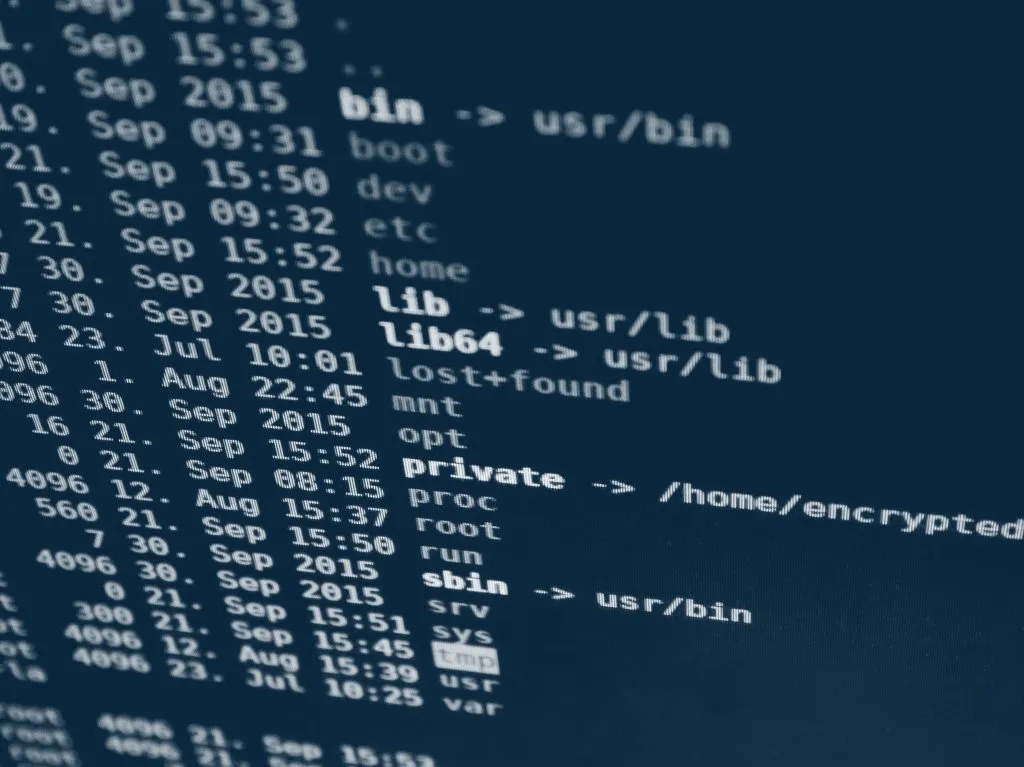 Sep 15:53 .
1. Sep 15:53 ..
0. Sep 2015 bin -> usr/bin
19. Sep 09:31 boot
21. Sep 15:50 dev
19. Sep 09:32 etc
21. Sep 15:52 home
7 30. Sep 2015 lib -> usr/lib
7 30. Sep 2015 lib64 -> usr/lib
84 23. Jul 10:01 lost+found
096 1. Aug 22:45 mnt
096 30. Sep 2015 opt
16 21. Sep 15:52 private -> /home/encrypted
0 21. Sep 08:15 proc
4096 12. Aug 15:37 root
560 21. Sep 15:50 run
7 30. Sep 2015 sbin -> usr/bin
4096 30. Sep 2015 srv
0 21. Sep 15:51 sys
300 21. Sep 15:45 tmp
4096 12. Aug 15:39 usr
4096 23. Jul 10:25 var
root 4096 21. Sep 15:53
root 4096 21.
root